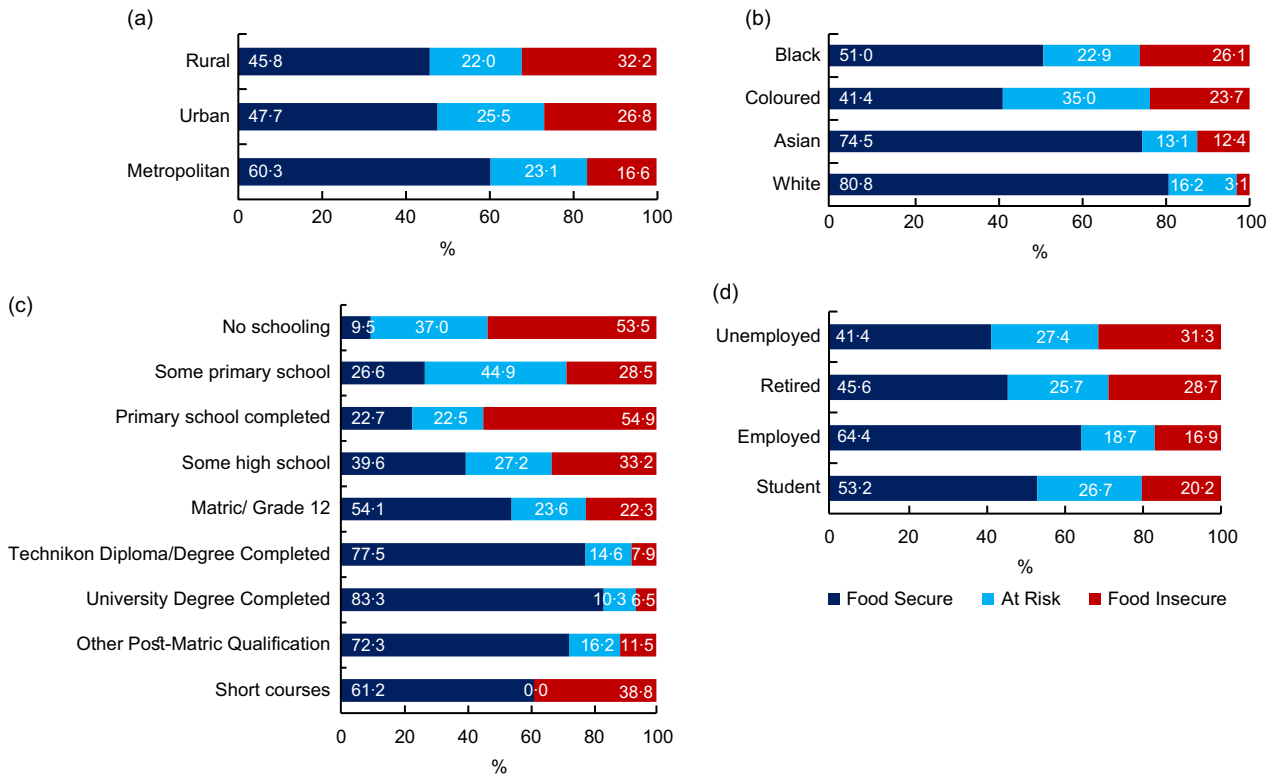 (a)
Rural 45·8 22·0 32·2
Urban 47·7 25·5 26·8
Metropolitan 60·3 23·1 16·6
0 20 40 60 80 100
%
(b)
Black 51·0 22·9 26·1
Coloured 41·4 35·0 23·7
Asian 74·5 13·1 12·4
White 80·8 16·2 3·1
0 20 40 60 80 100
%
(c)
No schooling 9·5 37·0 53·5
Some primary school 26·6 44·9 28·5
Primary school completed 22·7 22·5 54·9
Some high school 39·6 27·2 33·2
Matric/ Grade 12 54·1 23·6 22·3
Technikon Diploma/Degree Completed 77·5 14·6 7·9
University Degree Completed 83·3 10·3 6·5
Other Post-Matric Qualification 72·3 16·2 11·5
Short courses 61·2 0·0 38·8
0 20 40 60 80 100
%
(d)
Unemployed 41·4 27·4 31·3
Retired 45·6 25·7 28·7
Employed 64·4 18·7 16·9
Student 53·2 26·7 20·2
0 20 40 60 80 100
%
Food Secure At Risk Food Insecure